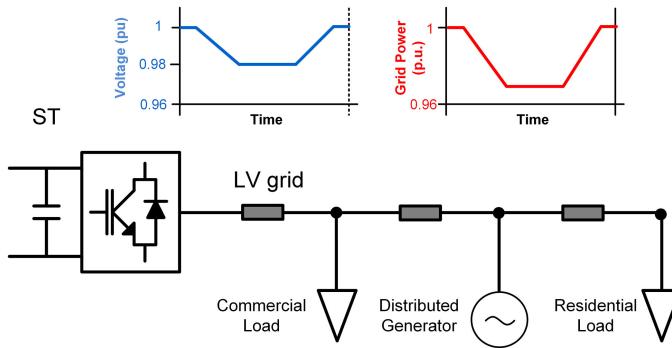 Voltage (pu)
1
0.98
0.96
Time
Grid Power
(p.u.)
1
0.96
Time
ST
LV grid
Commercial
Load
Distributed
Generator
Residential
Load